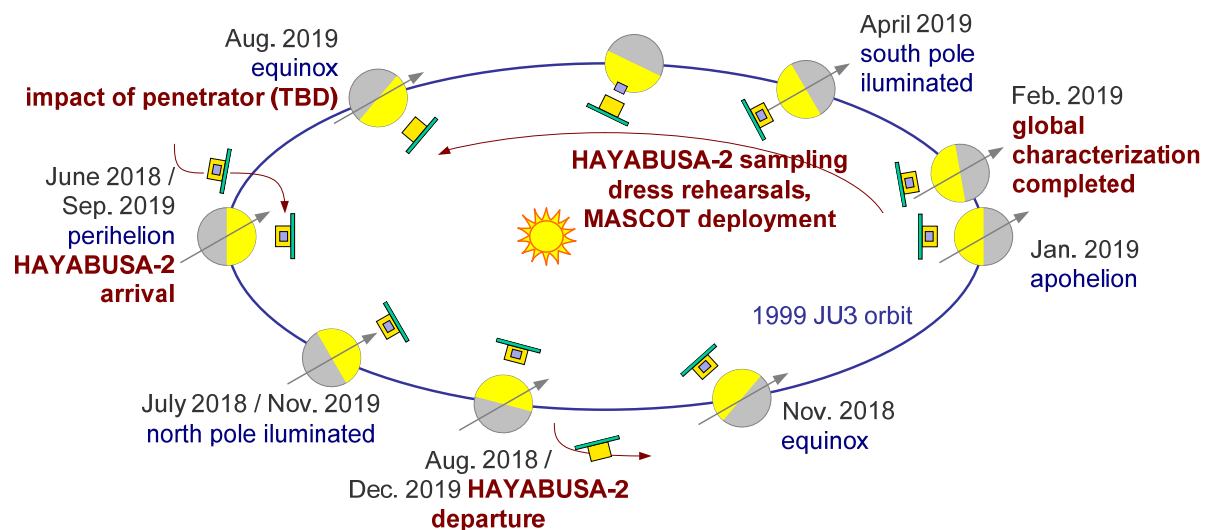 Aug. 2019
equinox
impact of penetrator (TBD)
April 2019
south pole
iluminated
Feb. 2019
global
characterization
completed
HAYABUSA-2 sampling
dress rehearsals,
MASCOT deployment
June 2018 /
Sep. 2019
perihelion
HAYABUSA-2
arrival
Jan. 2019
apohelion
1999 JU3 orbit
July 2018 / Nov. 2019
north pole iluminated
Nov. 2018
equinox
Aug. 2018 /
Dec. 2019 HAYABUSA-2
departure